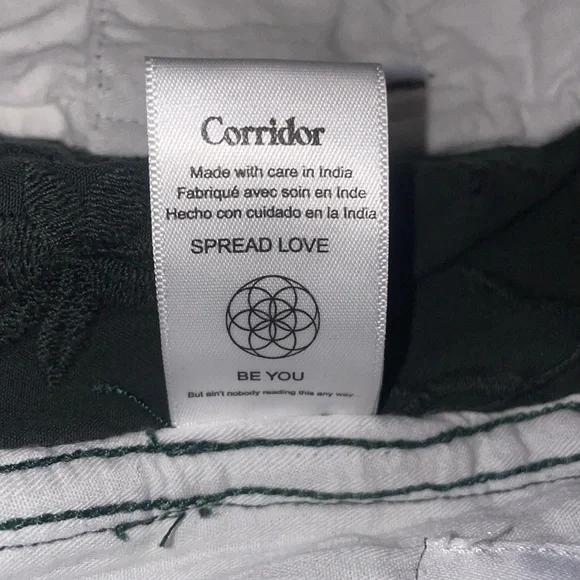 Corridor
Made with care in India
Fabriqué avec soin en Inde
Hecho con cuidado en la India
SPREAD LOVE
BE YOU
But ain't nobody reading this any way